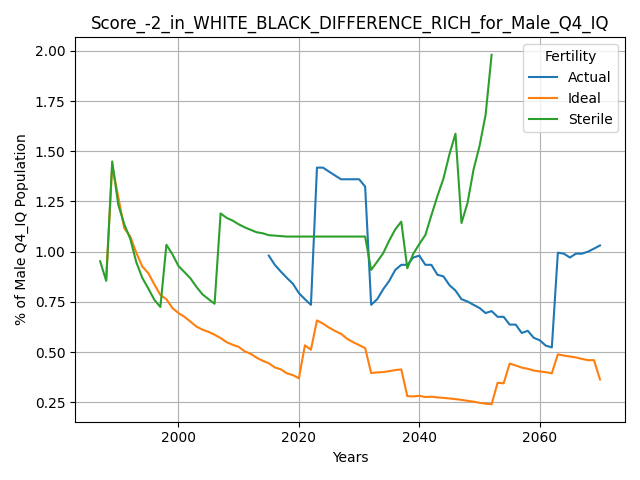 Score_-2_in_WHITE_BLACK_DIFFERENCE_RICH_for_Male_Q4_IQ
% of Male Q4_IQ Population
2.00
1.75
1.50
1.25
1.00
0.75
0.50
0.25
Fertility
Actual
Ideal
Sterile
2000
2020
2040
2060
Years